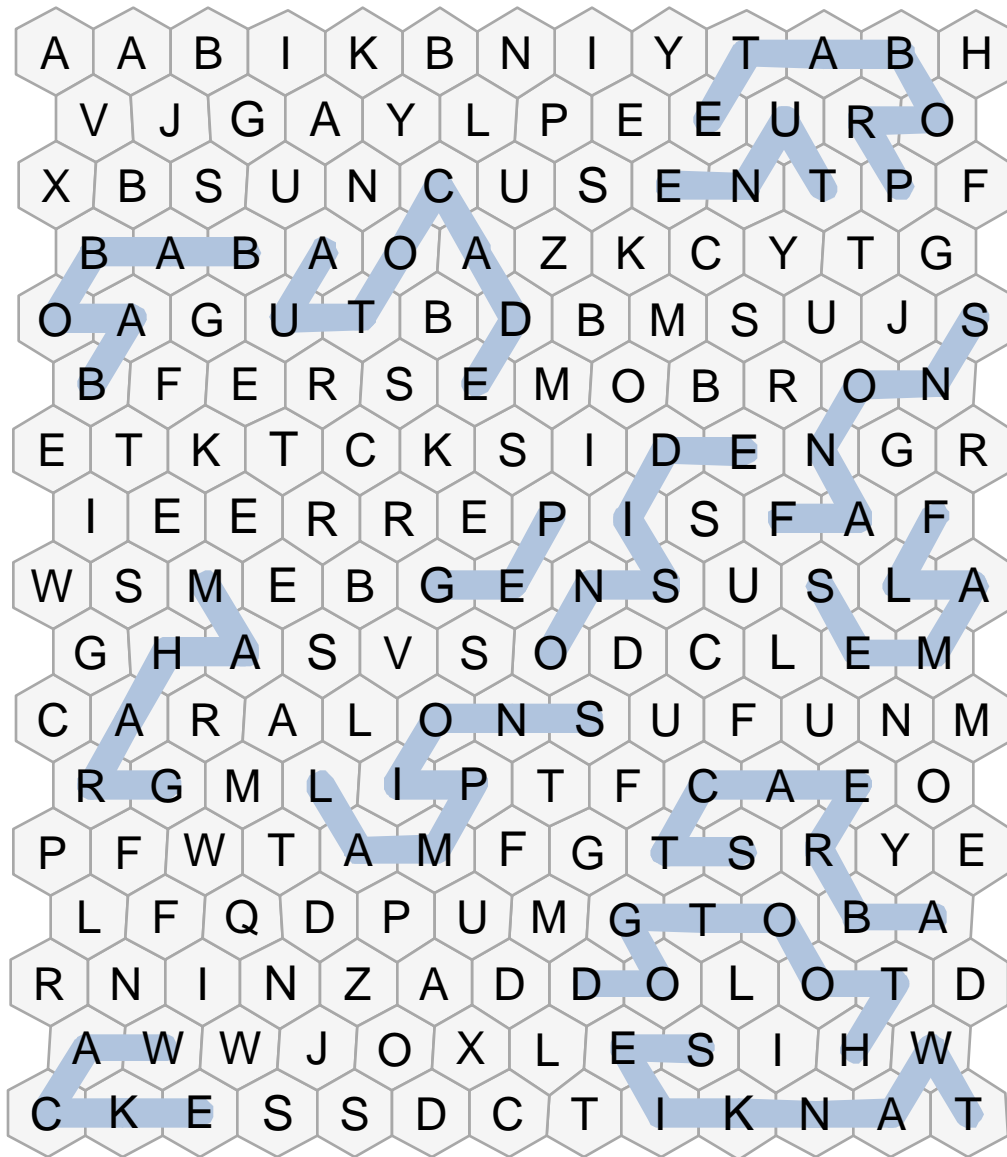 A A B I K B N I Y T A B H
V J G A Y L P E E U R O
X B S U N C U S E N T P F
B A B A O A Z K C Y T G
O A G U T B D B M S U J S
B F E R S E M O B R O N
E T K T C K S I D E N G R
I E E R R E P I S F A F
W S M E B G E N S U S L A
G H A S V S O D C L E M
C A R A L O N S U F U N M
R G M L I P T F C A E O
P F W T A M F G T S R Y E
L F Q D P U M G T O B A
R N I N Z A D D O L O T D
A W W J O X L E S I H W
C K E S S D C T I K N A T